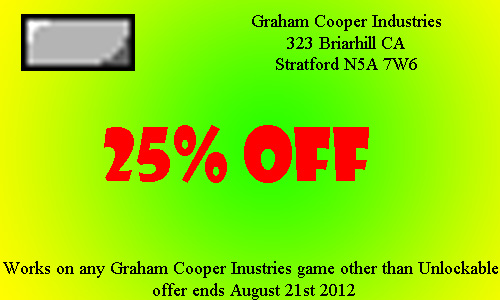 Graham Cooper Industries
323 Briarhill CA
Stratford N5A 7W6
25% OFF
Works on any Graham Cooper Inustries game other than Unlockable
offer ends August 21st 2012